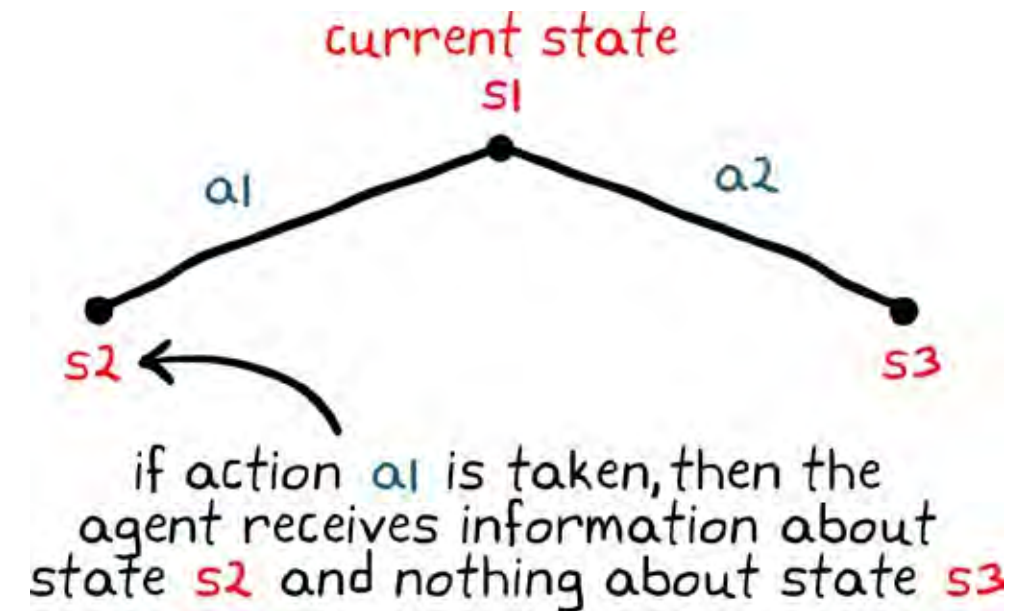 current state
s1
a1
a2
s2
s3
if action a1 is taken, then the
agent receives information about
state s2 and nothing about state s3